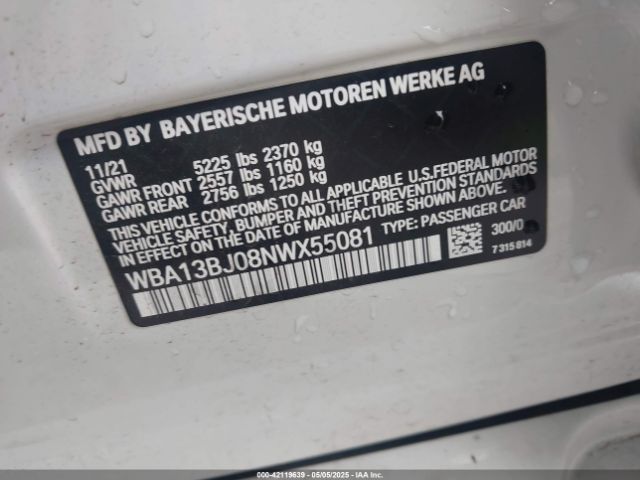 MFD BY BAYERISCHE MOTOREN WERKE AG
11/21
GVWR 5225 lbs 2370 kg
GAWR FRONT 2557 lbs 1160 kg
GAWR REAR 2756 lbs 1250 kg
THIS VEHICLE CONFORMS TO ALL APPLICABLE U.S.FEDERAL MOTOR
VEHICLE SAFETY, BUMPER AND THEFT PREVENTION STANDARDS
IN EFFECT ON THE DATE OF MANUFACTURE SHOWN ABOVE.
WBA13BJ08NWX55081 TYPE: PASSENGER CAR
300/0
7 315 814
000-42119639 - 05/05/2025 - IAA Inc.